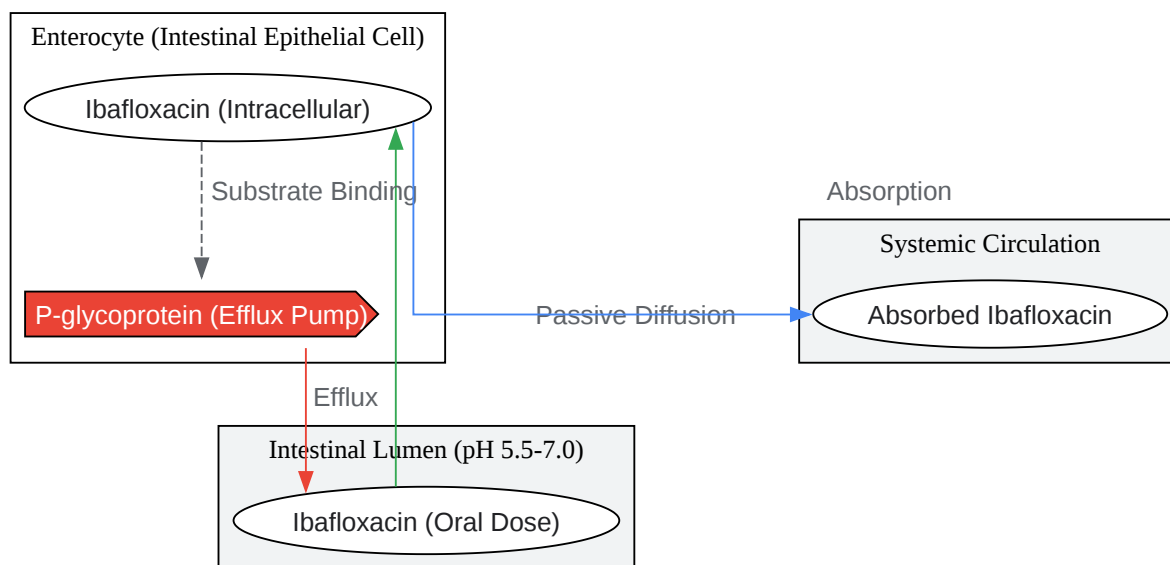 Enterocyte (Intestinal Epithelial Cell)
Ibafloxacin (Intracellular)
Substrate Binding
Absorption
Systemic Circulation
P-glycoprotein (Efflux Pump)
Passive Diffusion
Absorbed Ibafloxacin
Efflux
Intestinal Lumen (pH 5.5-7.0)
Ibafloxacin (Oral Dose)